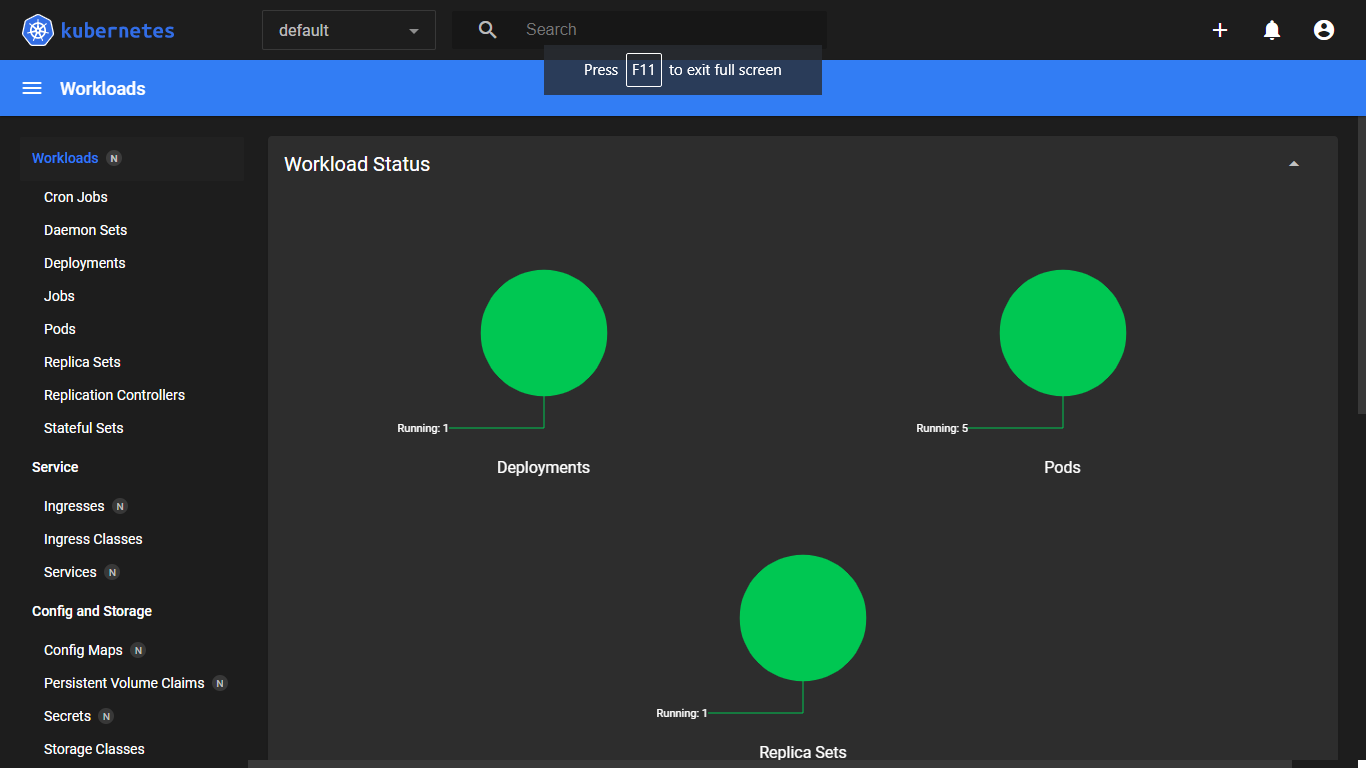 kubernetes
default
Search
Press F11 to exit full screen
Workloads
Workloads N
Cron Jobs
Daemon Sets
Deployments
Jobs
Pods
Replica Sets
Replication Controllers
Stateful Sets
Service
Ingresses N
Ingress Classes
Services N
Config and Storage
Config Maps N
Persistent Volume Claims N
Secrets N
Storage Classes
Workload Status
Running: 1
Deployments
Running: 5
Pods
Running: 1
Replica Sets